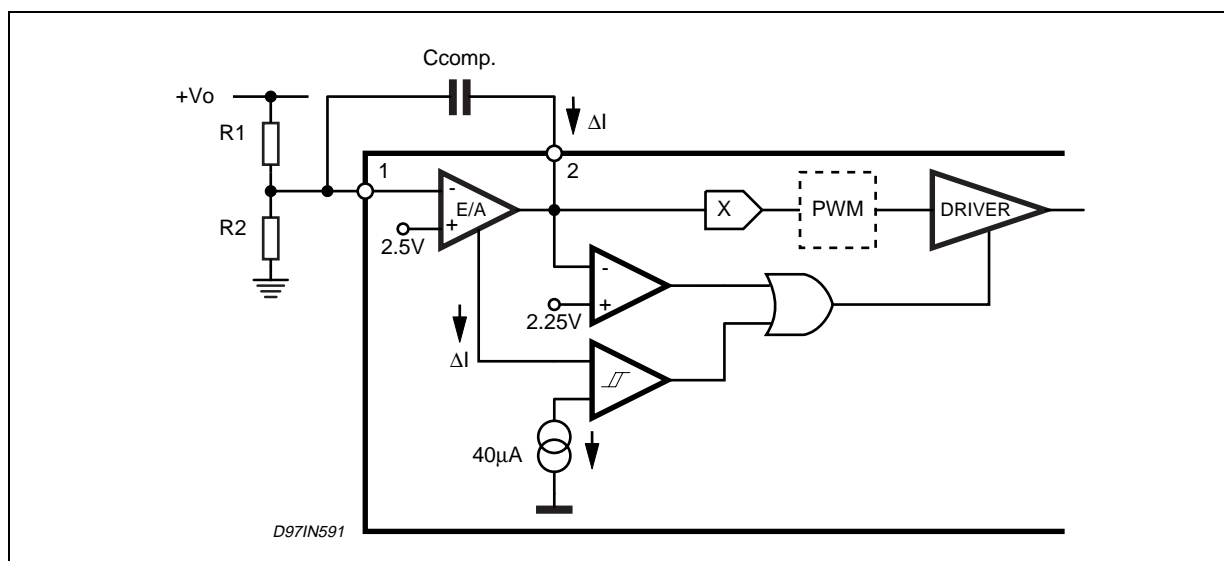 Ccomp.
+Vo
ΔI
R1
1
2
-
E/A
X
PWM
DRIVER
+
R2
2.5V
-
+
2.25V
ΔI
40µA
D97IN591